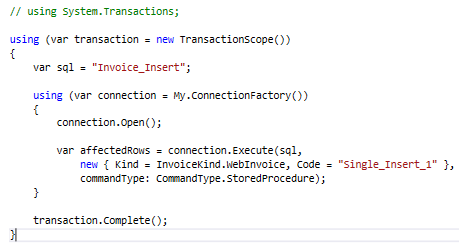 // using System.Transactions;
using (var transaction = new TransactionScope())
{
var sql = "Invoice_Insert";
using (var connection = My.ConnectionFactory())
{
connection.Open();
var affectedRows = connection.Execute(sql,
new { Kind = InvoiceKind.WebInvoice, Code = "Single_Insert_1" },
commandType: CommandType.StoredProcedure);
}
transaction.Complete();
}